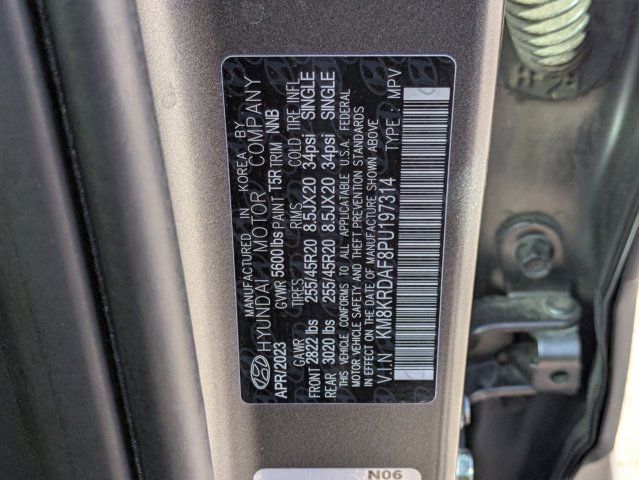 MANUFACTURED IN KOREA BY
HYUNDAI MOTOR COMPANY
APR/2023 GVWR 5600lbs PAINT T5R TRIM NNB
GAWR TIRES RIMS COLD TIRE INFL
FRONT 2822 lbs 255/45R20 8.5JX20 34psi SINGLE
REAR 3020 lbs 255/45R20 8.5JX20 34psi SINGLE
THIS VEHICLE CONFORMS TO ALL APPLICATABLE U.S.A. FEDERAL
MOTOR VEHICLE SAFETY AND THEFT PREVENTION STANDARDS
IN EFFECT ON THE DATE OF MANUFACTURE SHOWN ABOVE
V.I.N : KM8KRDAF8PU197314 TYPE : MPV
N06